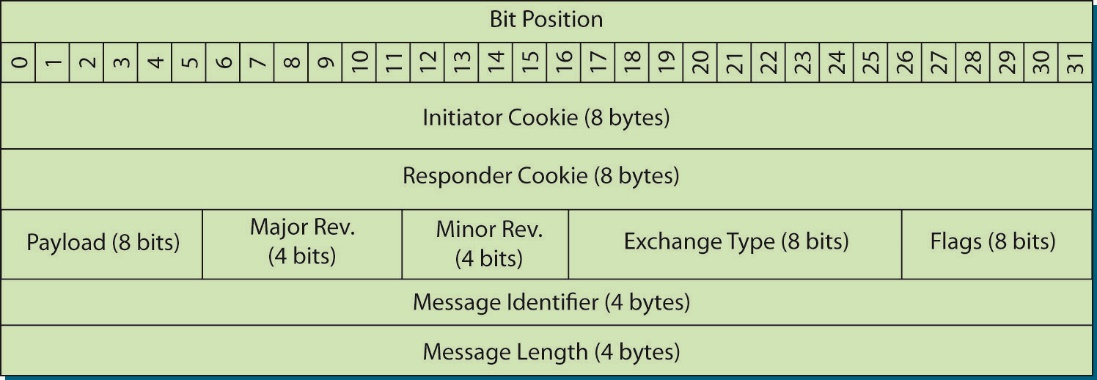 Bit Position
0 1 2 3 4 5 6 7 8 9 10 11 12 13 14 15 16 17 18 19 20 21 22 23 24 25 26 27 28 29 30 31
Initiator Cookie (8 bytes)
Responder Cookie (8 bytes)
Payload (8 bits)
Major Rev.
(4 bits)
Minor Rev.
(4 bits)
Exchange Type (8 bits)
Flags (8 bits)
Message Identifier (4 bytes)
Message Length (4 bytes)